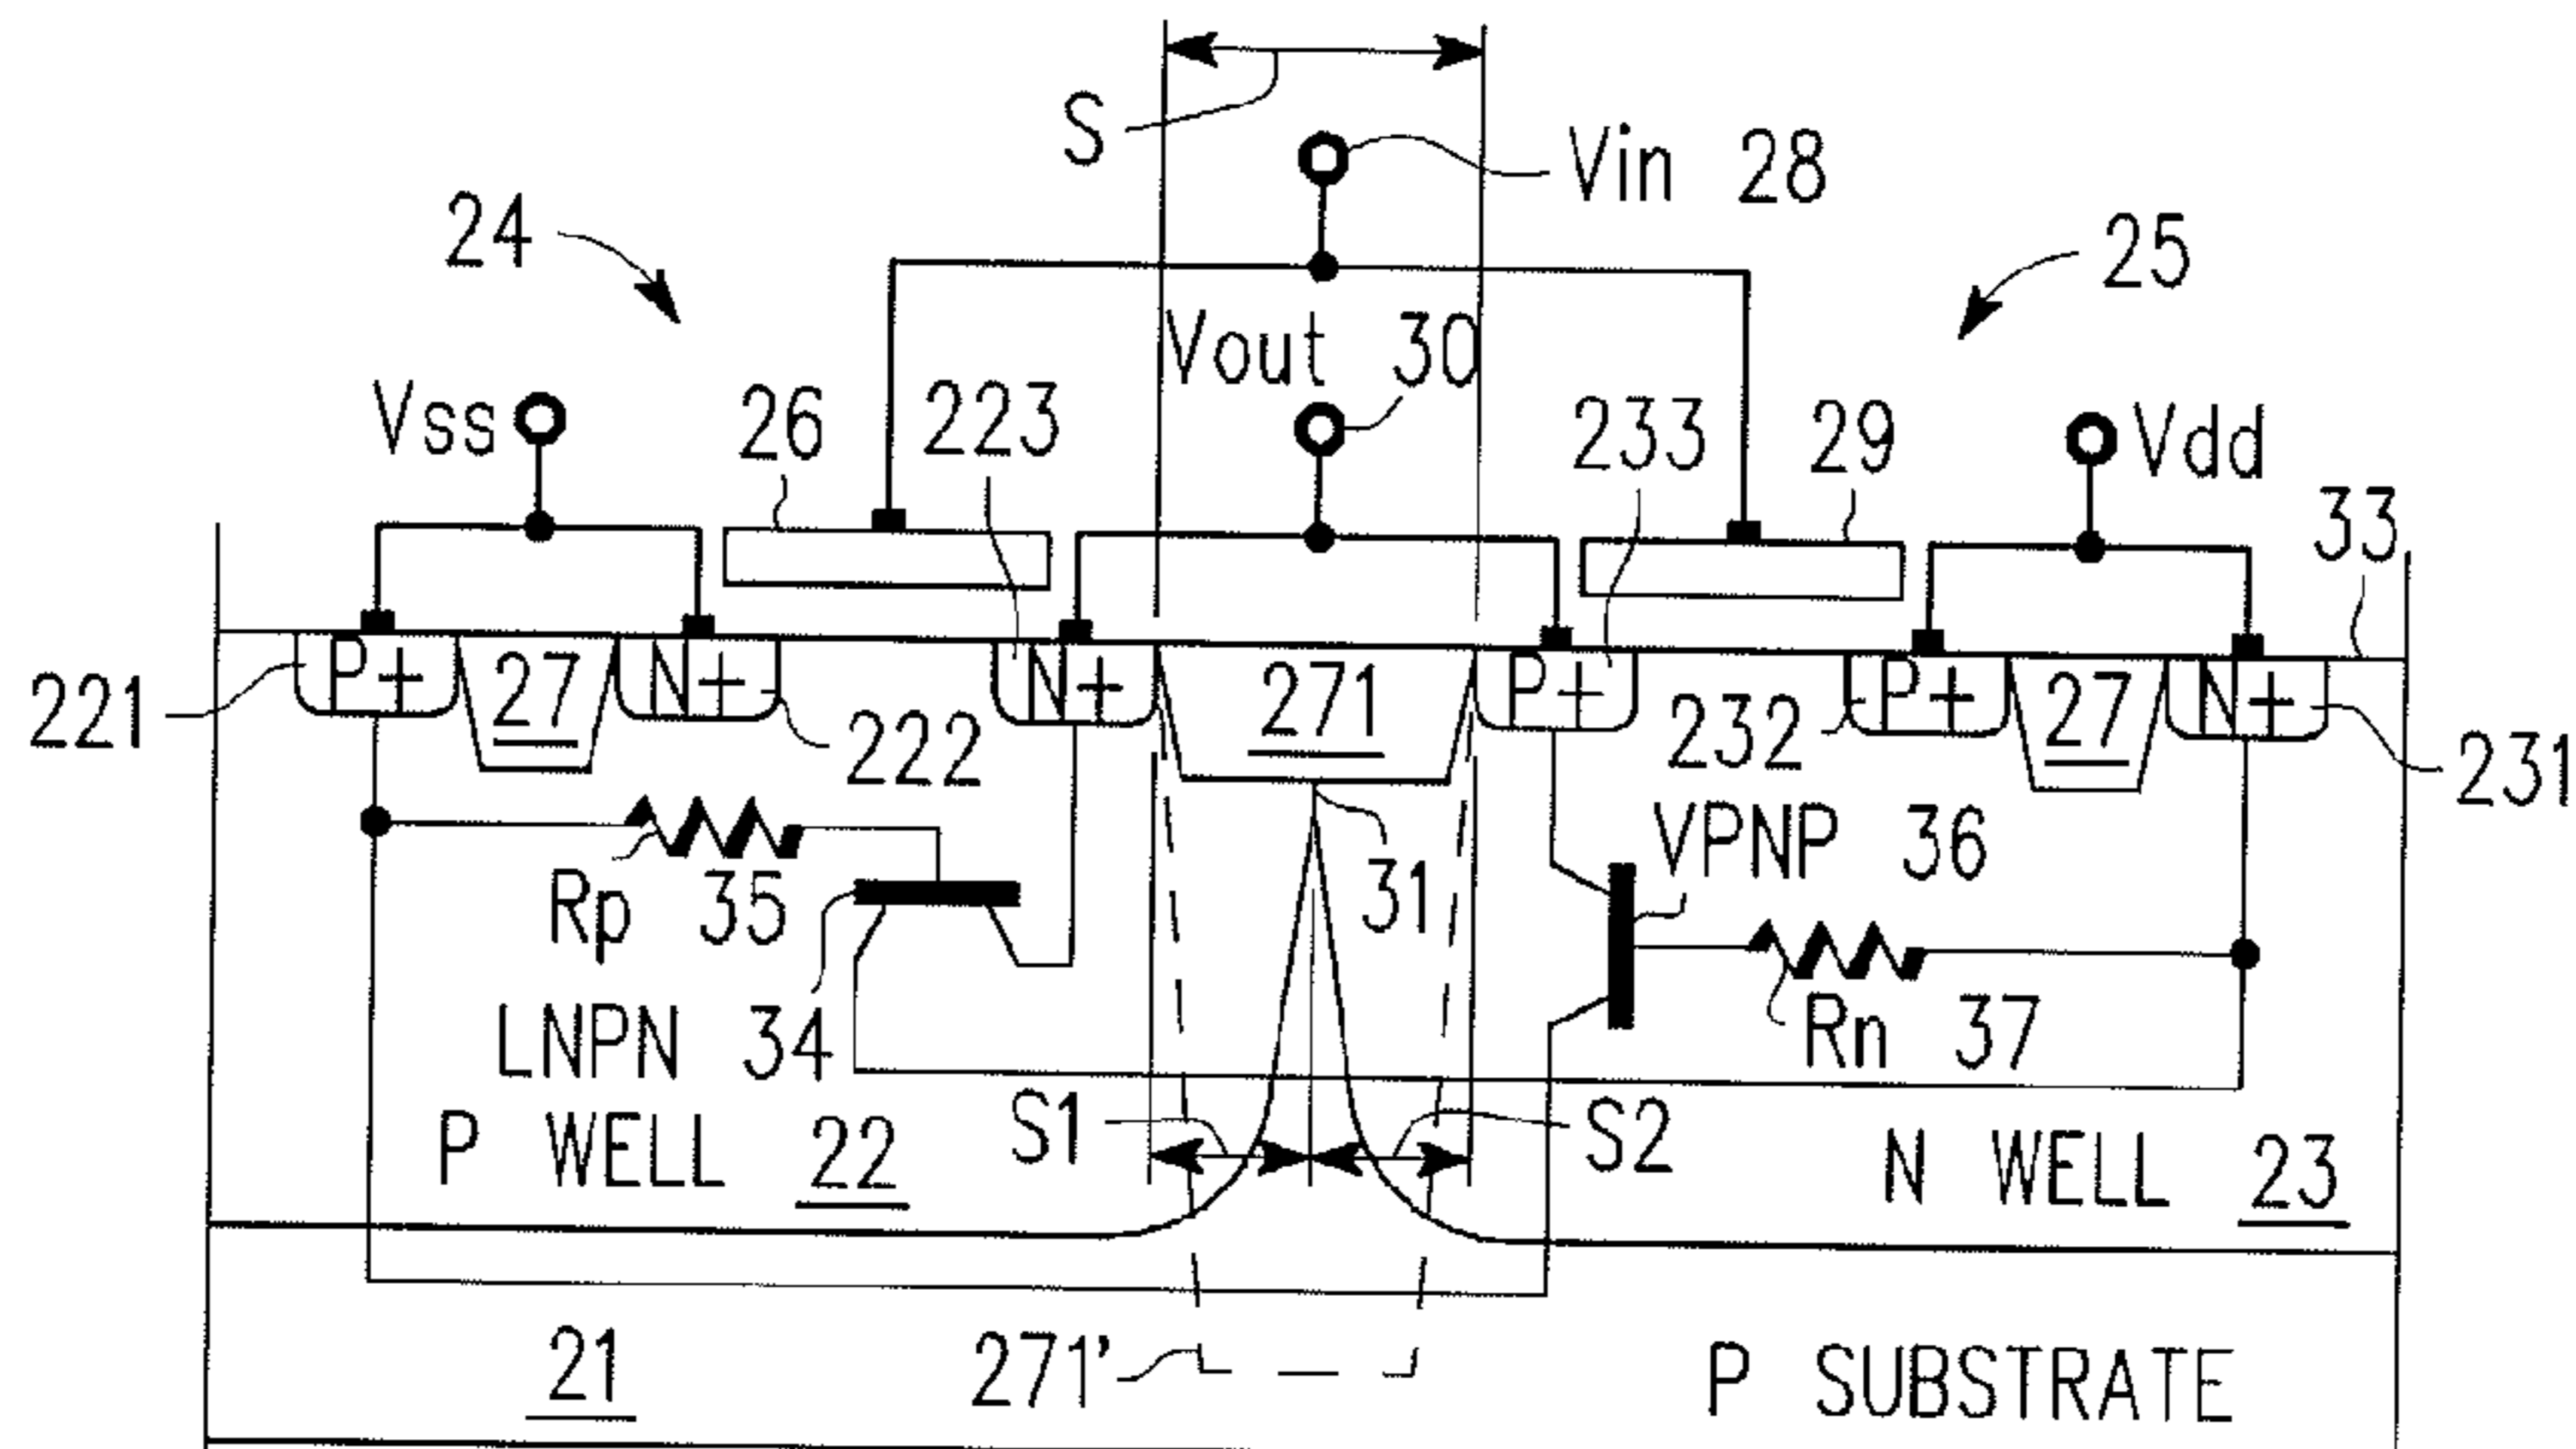 S
Vin 28
24
25
Vout 30
Vss
26
223
233
29
Vdd
33
221
P+
27
N+
222
N+
271
P+
232
P+
27
N+
231
Rp 35
31
VPNP 36
LNPN 34
Rn 37
S1
S2
P WELL 22
N WELL 23
271'
21
P SUBSTRATE